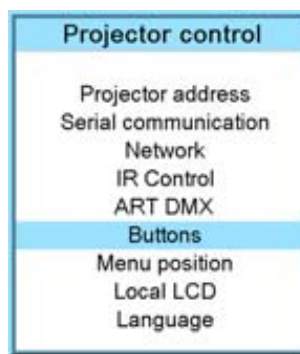 Projector control
Projector address
Serial communication
Network
IR Control
ART DMX
Buttons
Menu position
Local LCD
Language